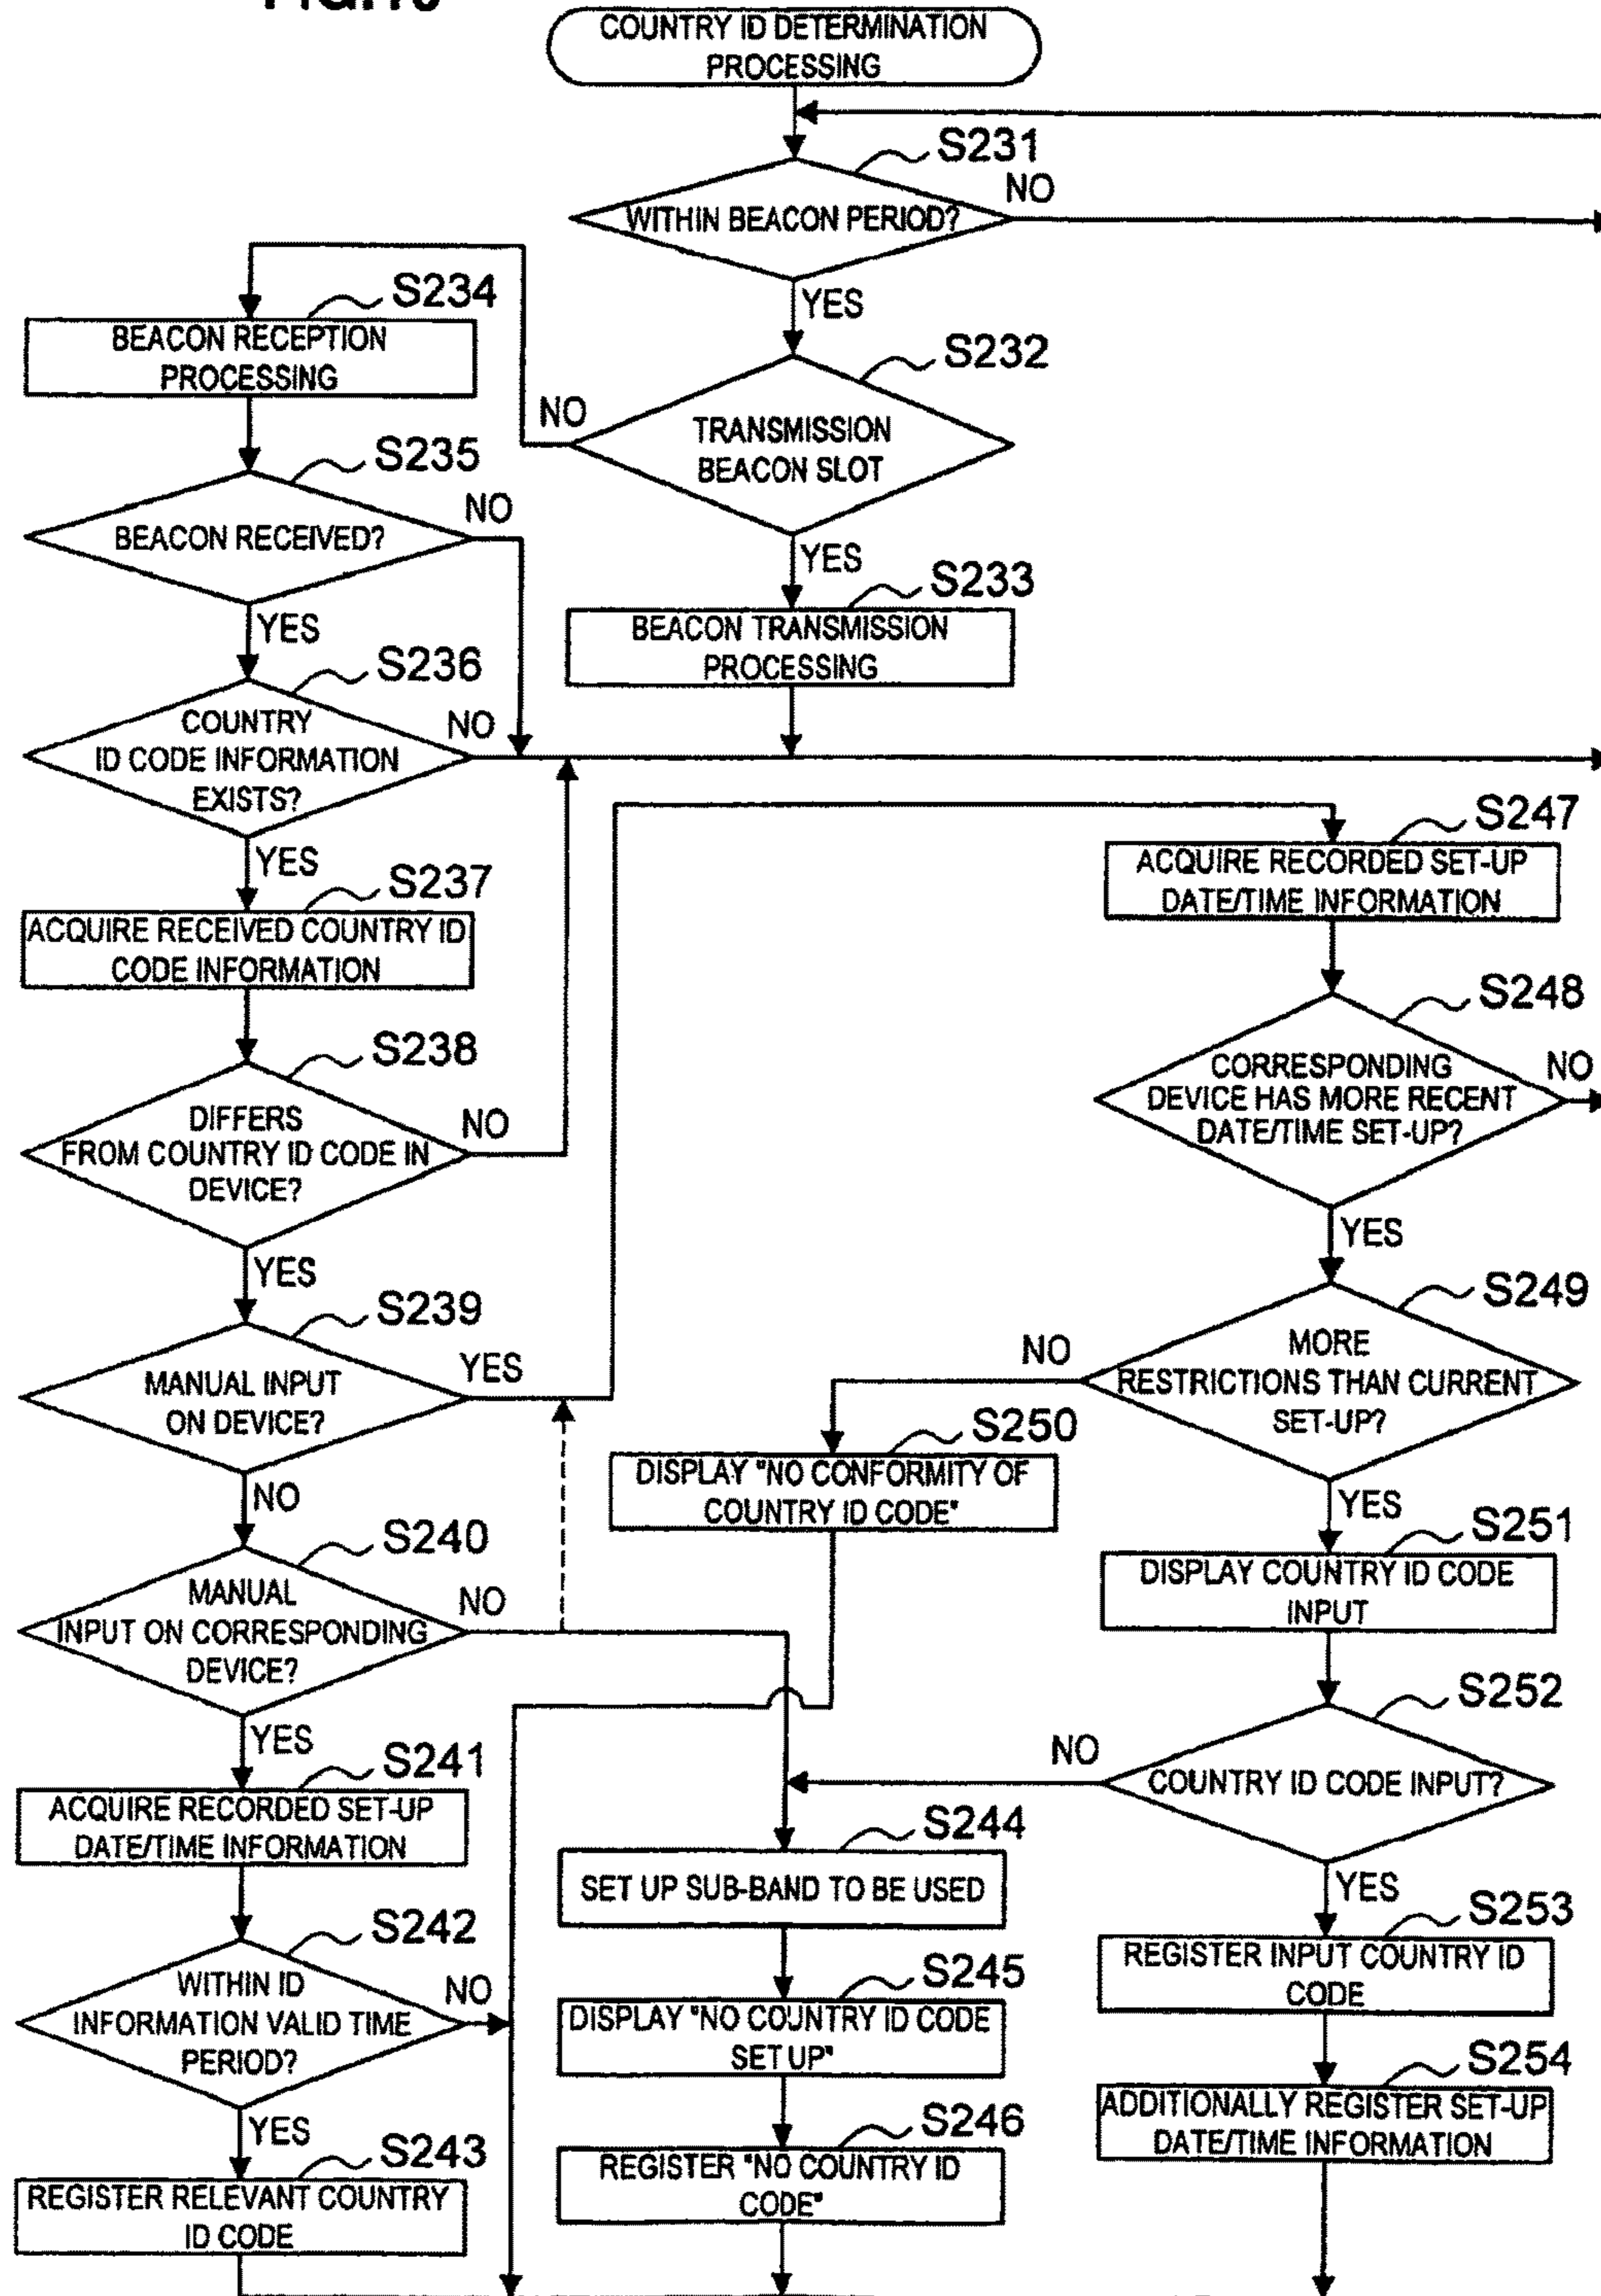 COUNTRY ID DETERMINATION
PROCESSING
S231
WITHIN BEACON PERIOD?
NO
YES
S232
TRANSMISSION
BEACON SLOT
NO
YES
S233
BEACON TRANSMISSION
PROCESSING
S234
BEACON RECEPTION
PROCESSING
S235
BEACON RECEIVED?
NO
YES
S236
COUNTRY
ID CODE INFORMATION
EXISTS?
NO
YES
S237
ACQUIRE RECEIVED COUNTRY ID
CODE INFORMATION
S238
DIFFERS
FROM COUNTRY ID CODE IN
DEVICE?
NO
YES
S239
MANUAL INPUT
ON DEVICE?
YES
NO
S240
MANUAL
INPUT ON CORRESPONDING
DEVICE?
NO
YES
S241
ACQUIRE RECORDED SET-UP
DATE/TIME INFORMATION
S242
WITHIN ID
INFORMATION VALID TIME
PERIOD?
NO
YES
S243
REGISTER RELEVANT COUNTRY
ID CODE
S244
SET UP SUB-BAND TO BE USED
S245
DISPLAY "NO COUNTRY ID CODE
SET UP"
S246
REGISTER "NO COUNTRY ID
CODE"
S247
ACQUIRE RECORDED SET-UP
DATE/TIME INFORMATION
S248
CORRESPONDING
DEVICE HAS MORE RECENT
DATE/TIME SET-UP?
NO
YES
S249
MORE
RESTRICTIONS THAN CURRENT
SET-UP?
NO
YES
S250
DISPLAY "NO CONFORMITY OF
COUNTRY ID CODE"
S251
DISPLAY COUNTRY ID CODE
INPUT
S252
COUNTRY ID CODE INPUT?
NO
YES
S253
REGISTER INPUT COUNTRY ID
CODE
S254
ADDITIONALLY REGISTER SET-UP
DATE/TIME INFORMATION